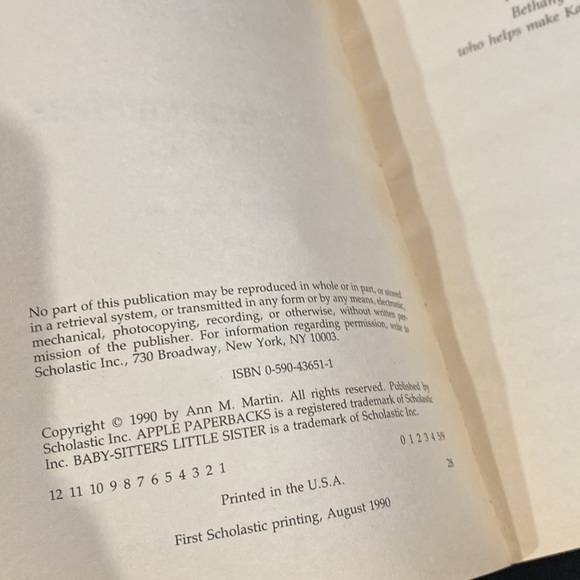 Bethany
who helps make Ka
No part of this publication may be reproduced in whole or in part, or stored
in a retrieval system, or transmitted in any form or by any means, electronic,
mechanical, photocopying, recording, or otherwise, without written per-
mission of the publisher. For information regarding permission, write to
Scholastic Inc., 730 Broadway, New York, NY 10003.
ISBN 0-590-43651-1
Copyright © 1990 by Ann M. Martin. All rights reserved. Published by
Scholastic Inc. APPLE PAPERBACKS is a registered trademark of Scholastic
Inc. BABY-SITTERS LITTLE SISTER is a trademark of Scholastic Inc.
12 11 10 9 8 7 6 5 4 3 2 1
0 1 2 3 4 5/9
Printed in the U.S.A.
28
First Scholastic printing, August 1990